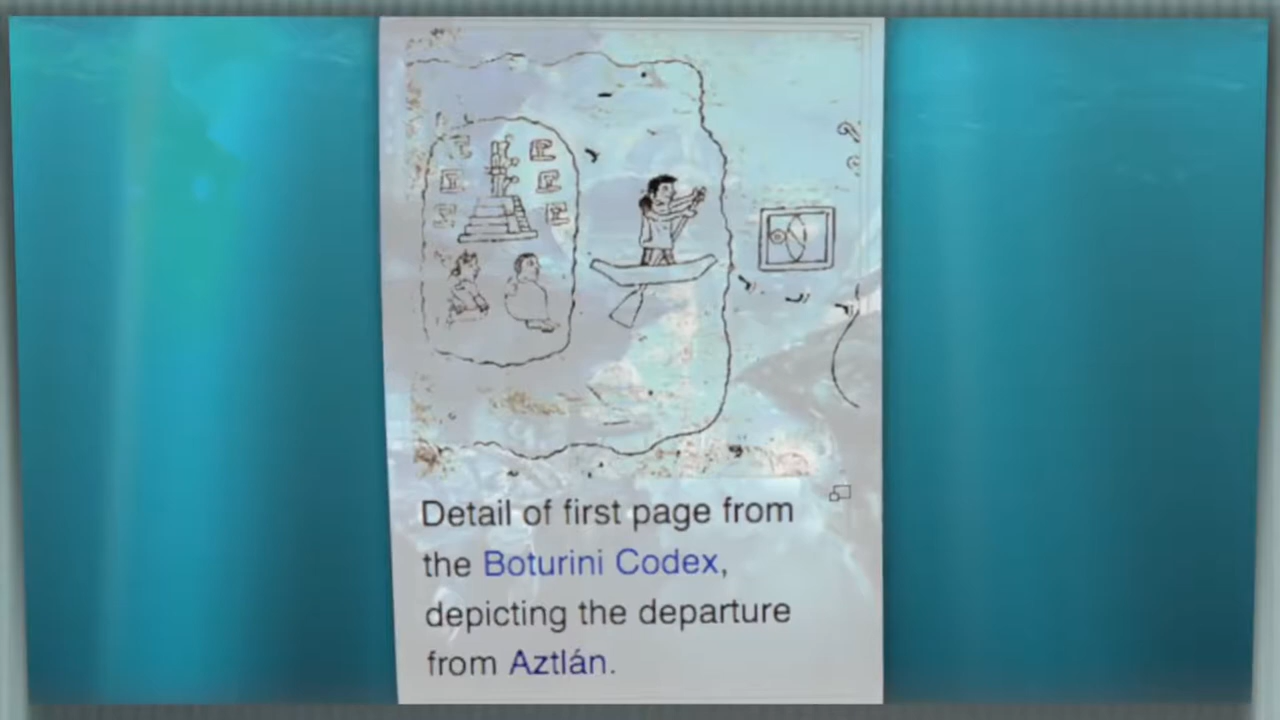 Detail of first page from
the Boturini Codex,
depicting the departure
from Aztlán.